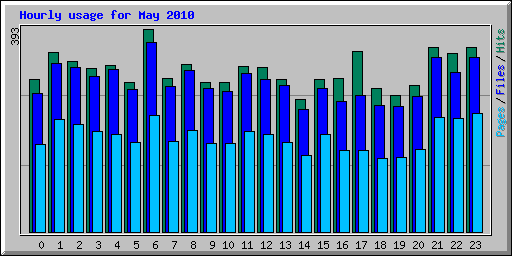 Hourly usage for May 2010
393
Pages/Files/Hits
0 1 2 3 4 5 6 7 8 9 10 11 12 13 14 15 16 17 18 19 20 21 22 23